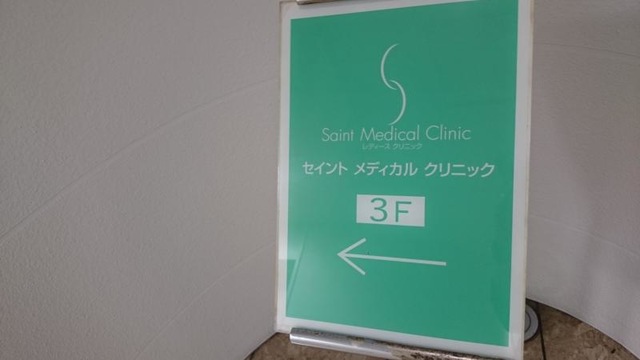 Saint Medical Clinic
レディース クリニック
セイント メディカル クリニック
3F